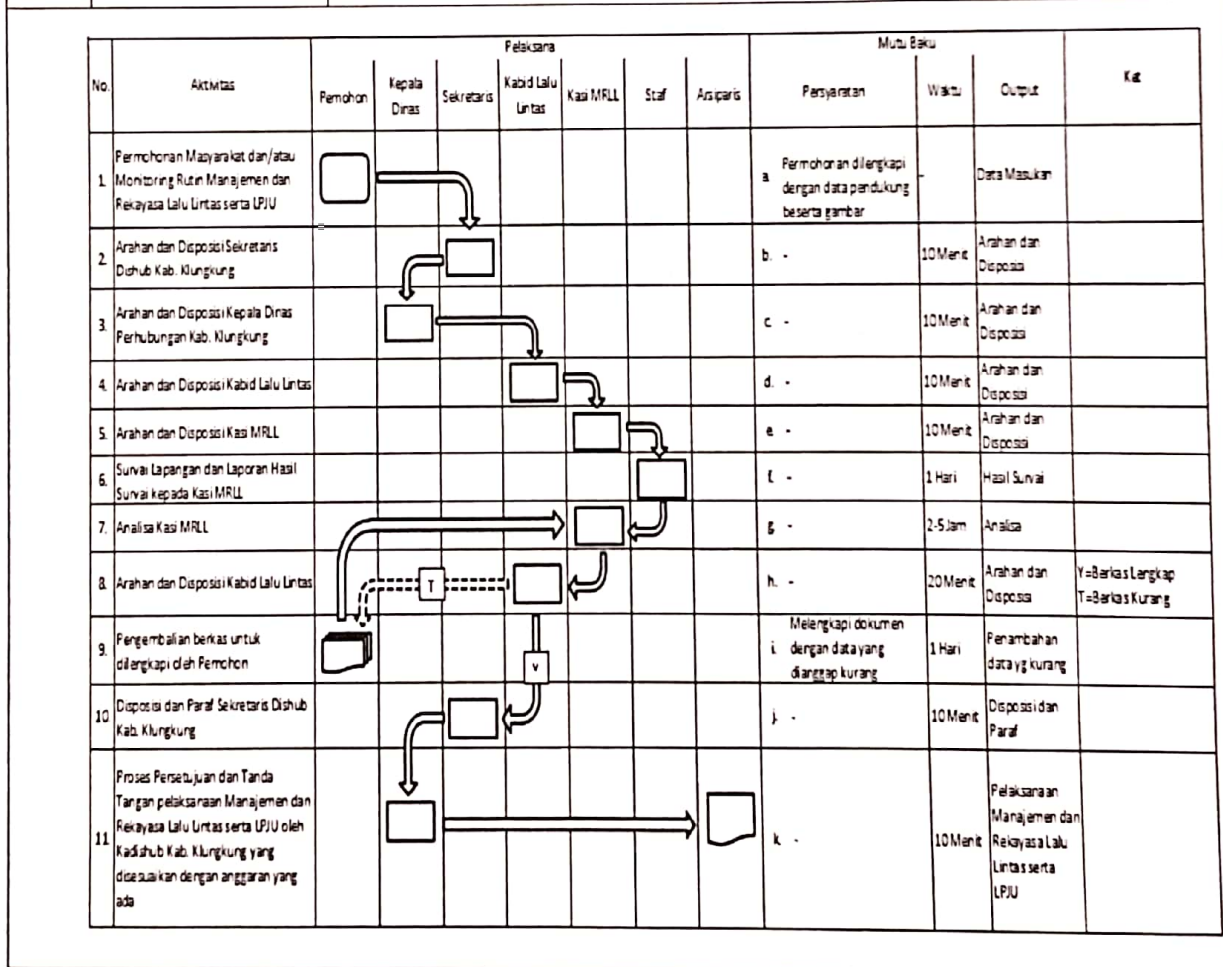 Pelaksana
Mutu Baku
No.
Aktivitas
Pemohon
Kepala
Dinas
Sekretaris
Kabid Lalu
Lintas
Kasi MRLL
Staf
Arsiparis
Persyaratan
Waktu
Output
Ket
1.
Permohonan Masyarakat dan/atau
Monitoring Rutin Manajemen dan
Rekayasa Lalu Lintas serta LPJU
a. Permohonan dilengkapi
dengan data pendukung
beserta gambar
-
Data Masukan
2.
Arahan dan Disposisi Sekretaris
Dishub Kab. Klungkung
b. -
10 Menit
Arahan dan
Disposisi
3.
Arahan dan Disposisi Kepala Dinas
Perhubungan Kab. Klungkung
c. -
10 Menit
Arahan dan
Disposisi
4.
Arahan dan Disposisi Kabid Lalu Lintas
d. -
10 Menit
Arahan dan
Disposisi
5.
Arahan dan Disposisi Kasi MRLL
e. -
10 Menit
Arahan dan
Disposisi
6.
Survai Lapangan dan Laporan Hasil
Survai kepada Kasi MRLL
f. -
1 Hari
Hasil Survai
7.
Analisa Kasi MRLL
g. -
2-5 Jam
Analisa
8.
Arahan dan Disposisi Kabid Lalu Lintas
T
h. -
20 Menit
Arahan dan
Disposisi
Y=Berkas Lengkap
T=Berkas Kurang
9.
Pengembalian berkas untuk
dilengkapi oleh Pemohon
Y
i. Melengkapi dokumen
dengan data yang
dianggap kurang
1 Hari
Penambahan
data yg kurang
10
Disposisi dan Paraf Sekretaris Dishub
Kab. Klungkung
j. -
10 Menit
Disposisi dan
Paraf
11
Proses Persetujuan dan Tanda
Tangan pelaksanaan Manajemen dan
Rekayasa Lalu Lintas serta LPJU oleh
Kadishub Kab. Klungkung yang
disesuaikan dengan anggaran yang
ada
k. -
10 Menit
Pelaksanaan
Manajemen dan
Rekayasa Lalu
Lintas serta
LPJU